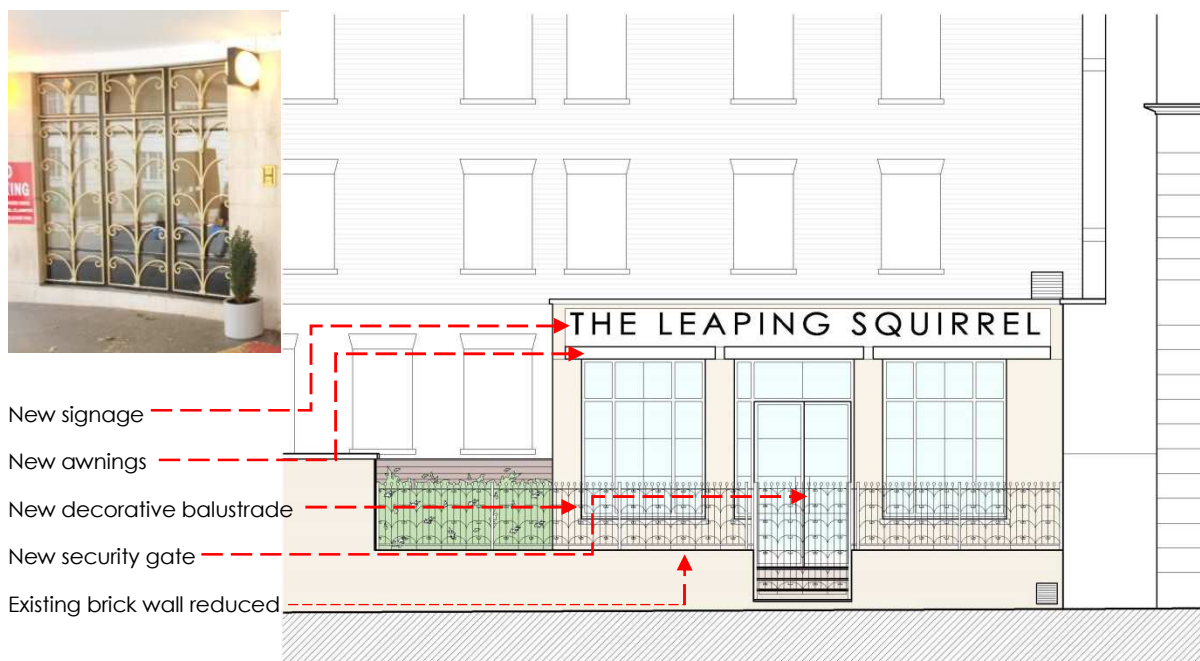 KING
H
THE LEAPING SQUIRREL
New signage
New awnings
New decorative balustrade
New security gate
Existing brick wall reduced